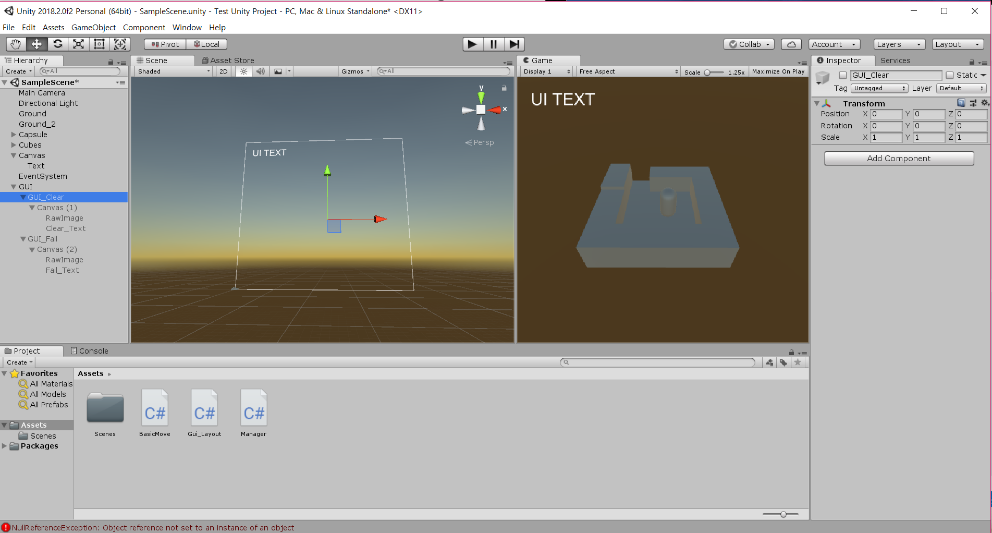 Unity 2018.2.0f2 Personal (64bit) - SampleScene.unity - Test Unity Project - PC, Mac & Linux Standalone* <DX11>
File Edit Assets GameObject Component Window Help
Pivot Local Collab Account Layers Layout
Hierarchy
Create All
SampleScene*
Main Camera
Directional Light
Ground
Ground_2
Capsule
Cubes
Canvas
Text
EventSystem
GUI
GUI_Clear
Canvas (1)
RawImage
Clear_Text
GUI_Fail
Canvas (2)
RawImage
Fail_Text
Scene Asset Store
Shaded 2D Gizmos All
y
x
Persp
UI TEXT
Game
Display 1 Free Aspect Scale 1.25x Maximize On Play
UI TEXT
Inspector Services
GUI_Clear Static
Tag Untagged Layer Default
Transform
Position X 0 Y 0 Z 0
Rotation X 0 Y 0 Z 0
Scale X 1 Y 1 Z 1
Add Component
Project Console
Create
Favorites
All Materials
All Models
All Prefabs
Assets
Scenes
Packages
Assets
C# C# C#
Scenes BasicMove Gui_Layout Manager
NullReferenceException: Object reference not set to an instance of an object